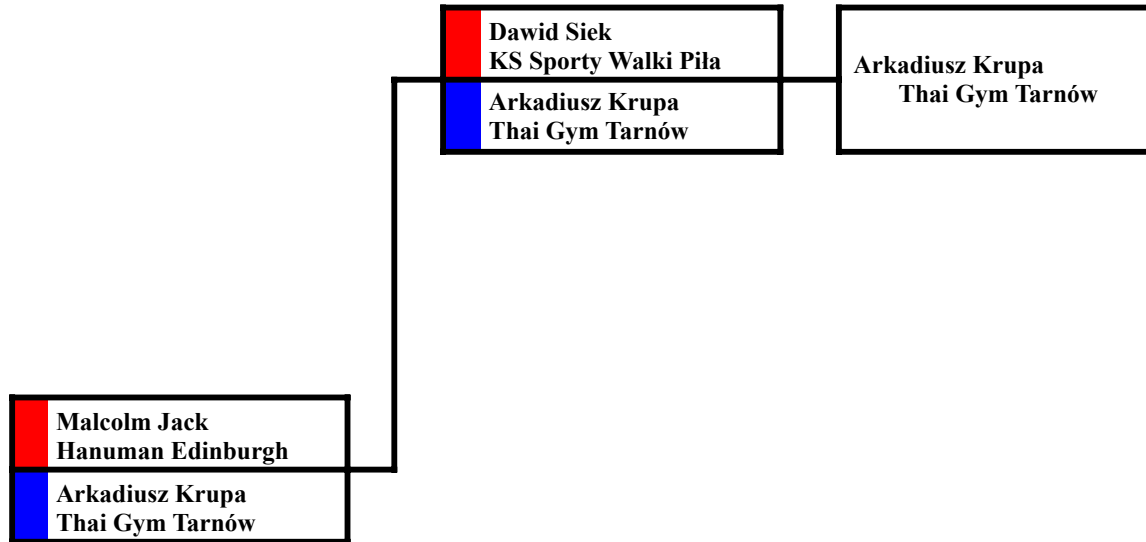 Dawid Siek
KS Sporty Walki Piła
Arkadiusz Krupa
Thai Gym Tarnów
Arkadiusz Krupa
Thai Gym Tarnów
Malcolm Jack
Hanuman Edinburgh
Arkadiusz Krupa
Thai Gym Tarnów